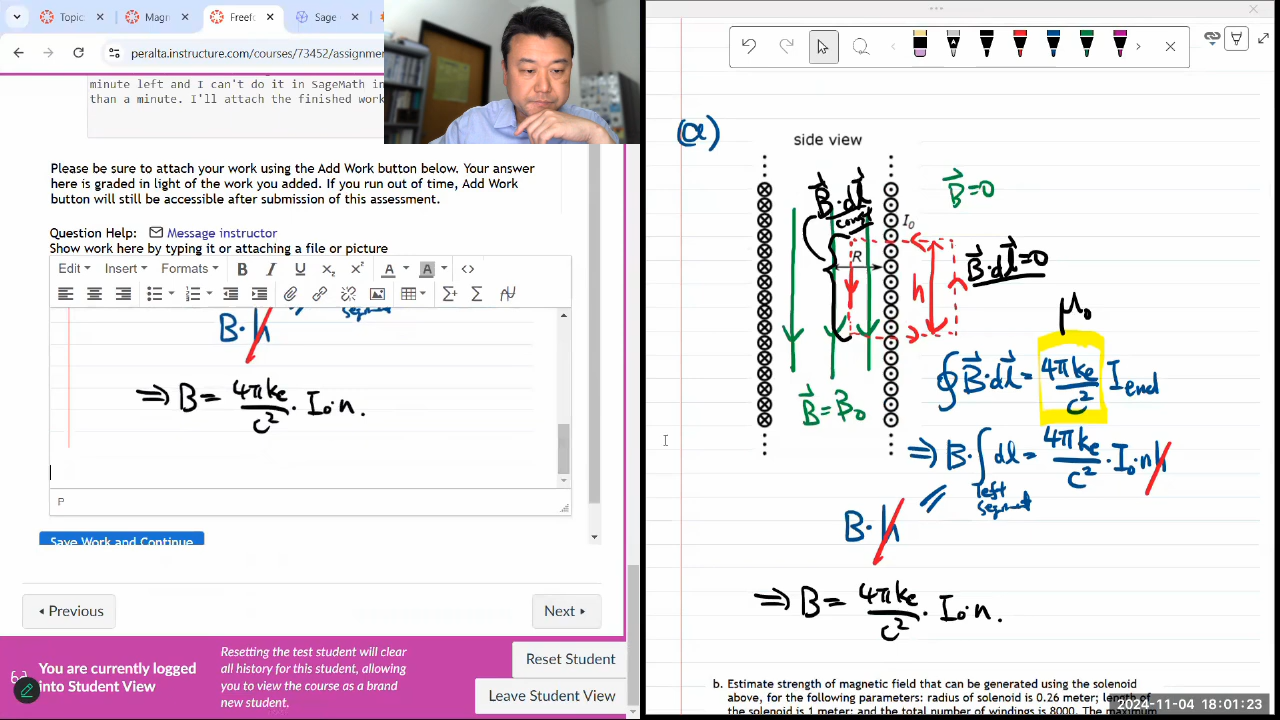 Topic
Magn
Freef
Sage
peralta.instructure.com/course/73452/assignmen
minute left and I can't do it in SageMath in
than a minute. I'll attach the finished work
Please be sure to attach your work using the Add Work button below. Your answer
here is graded in light of the work you added. If you run out of time, Add Work
button will still be accessible after submission of this assessment.
Question Help: Message instructor
Show work here by typing it or attaching a file or picture
Edit Insert Formats B I U x² x₂ A A <>
segment
B·h
⇒ B = 4πke/c² · I₀·n.
P
Save Work and Continue
Previous
Next
You are currently logged
into Student View
Resetting the test student will clear
all history for this student, allowing
you to view the course as a brand
new student.
Reset Student
Leave Student View
(a)
side view
B⃗·dl⃗
const
B⃗=0
I₀
R
h
B⃗·dl⃗=0
μ₀
∮B⃗·dl⃗ = 4πke/c² Iencl
B⃗=B₀
⇒ B·∫dl = 4πke/c² · I₀·nh
left
segment
B·h
⇒ B = 4πke/c² · I₀·n.
b. Estimate strength of magnetic field that can be generated using the solenoid
above, for the following parameters: radius of solenoid is 0.26 meter; length of
the solenoid is 1 meter; and the total number of windings is 8000. The maximum
2024-11-04 18:01:23